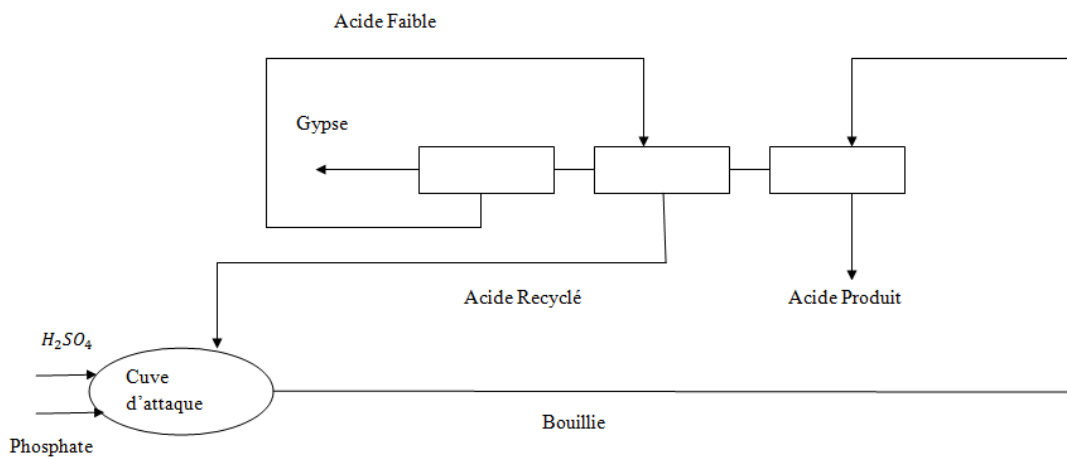 Acide Faible
Gypse
Acide Recyclé
Acide Produit
H₂SO₄
Cuve
d'attaque
Bouillie
Phosphate